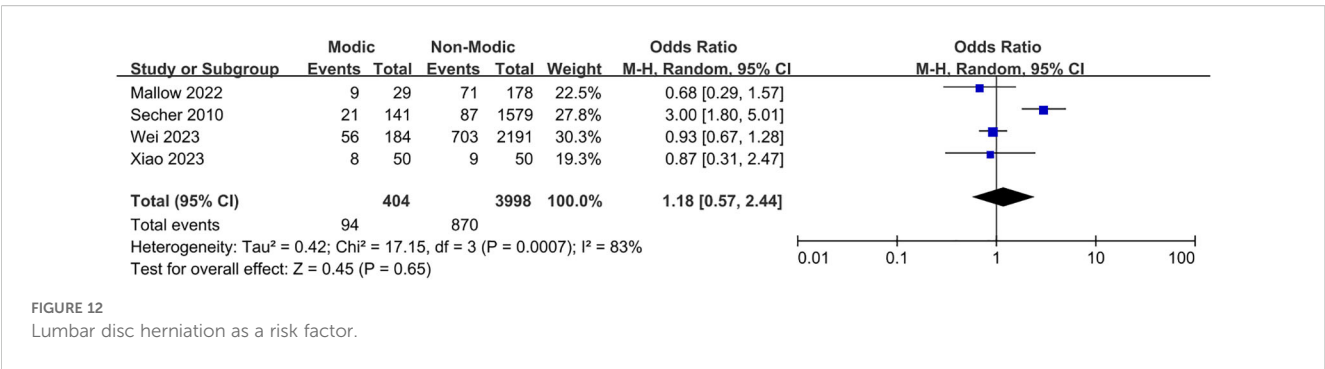 Modic Non-Modic Odds Ratio Odds Ratio
Study or Subgroup Events Total Events Total Weight M-H, Random, 95% CI M-H, Random, 95% CI
Mallow 2022 9 29 71 178 22.5% 0.68 [0.29, 1.57]
Secher 2010 21 141 87 1579 27.8% 3.00 [1.80, 5.01]
Wei 2023 56 184 703 2191 30.3% 0.93 [0.67, 1.28]
Xiao 2023 8 50 9 50 19.3% 0.87 [0.31, 2.47]
Total (95% CI) 404 3998 100.0% 1.18 [0.57, 2.44]
Total events 94 870
Heterogeneity: Tau² = 0.42; Chi² = 17.15, df = 3 (P = 0.0007); I² = 83%
Test for overall effect: Z = 0.45 (P = 0.65)
0.01 0.1 1 10 100
FIGURE 12
Lumbar disc herniation as a risk factor.